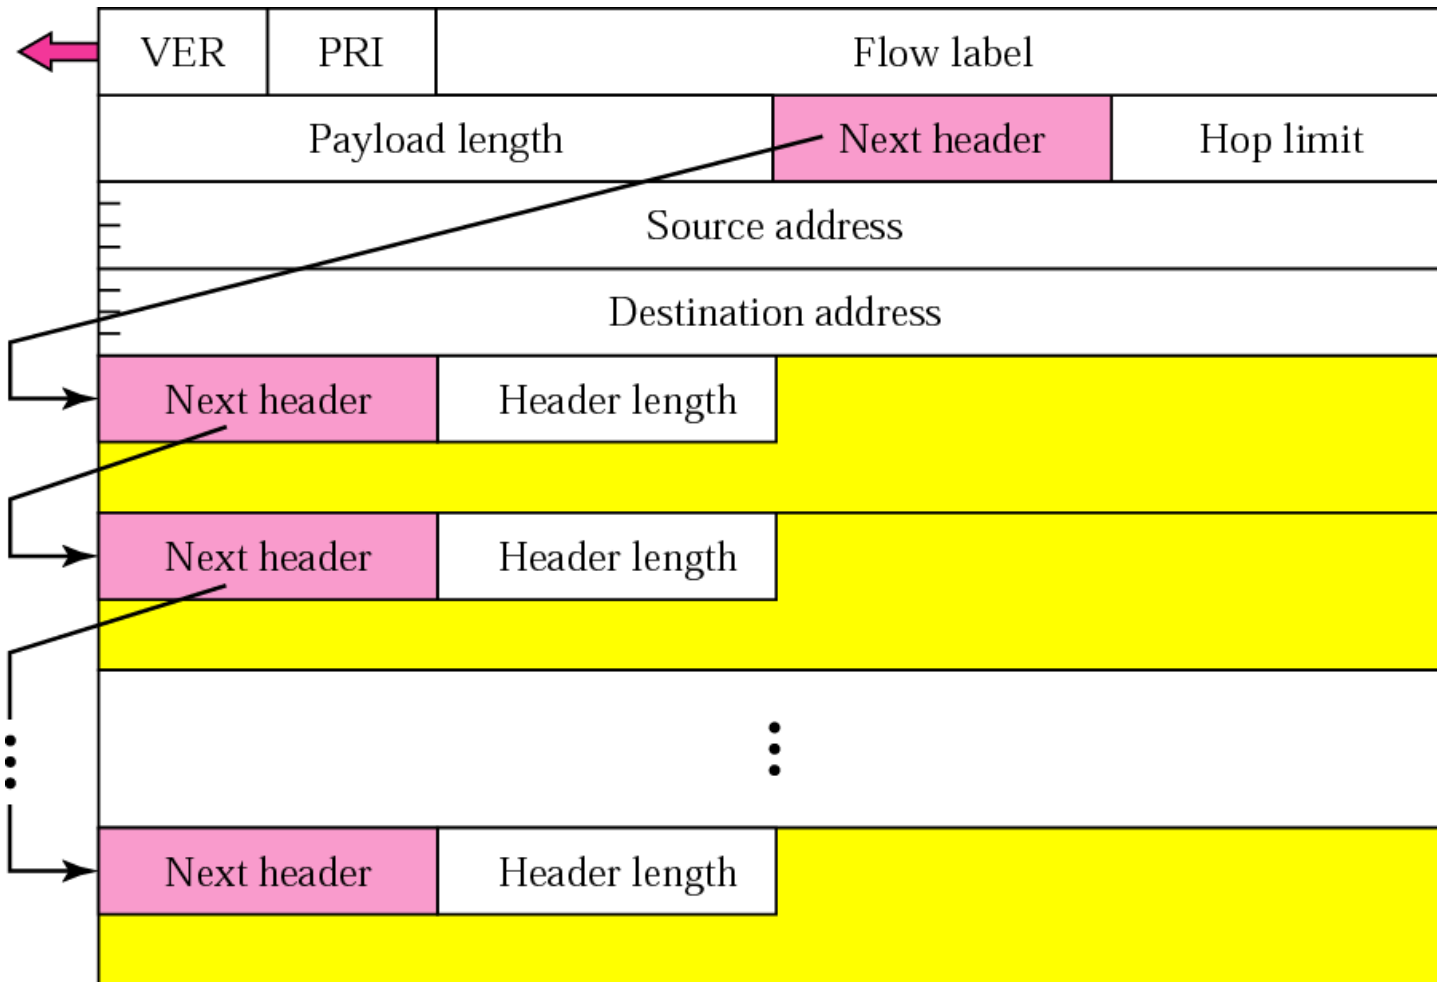 VER PRI Flow label
Payload length Next header Hop limit
Source address
Destination address
Next header Header length
Next header Header length
Next header Header length